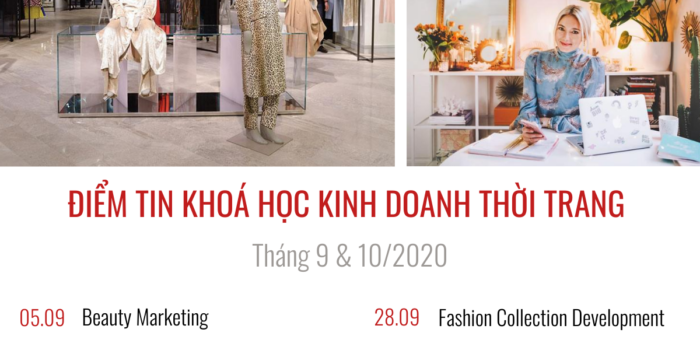 ĐIỂM TIN KHOÁ HỌC KINH DOANH THỜI TRANG
Tháng 9 & 10/2020
05.09 Beauty Marketing
28.09 Fashion Collection Development